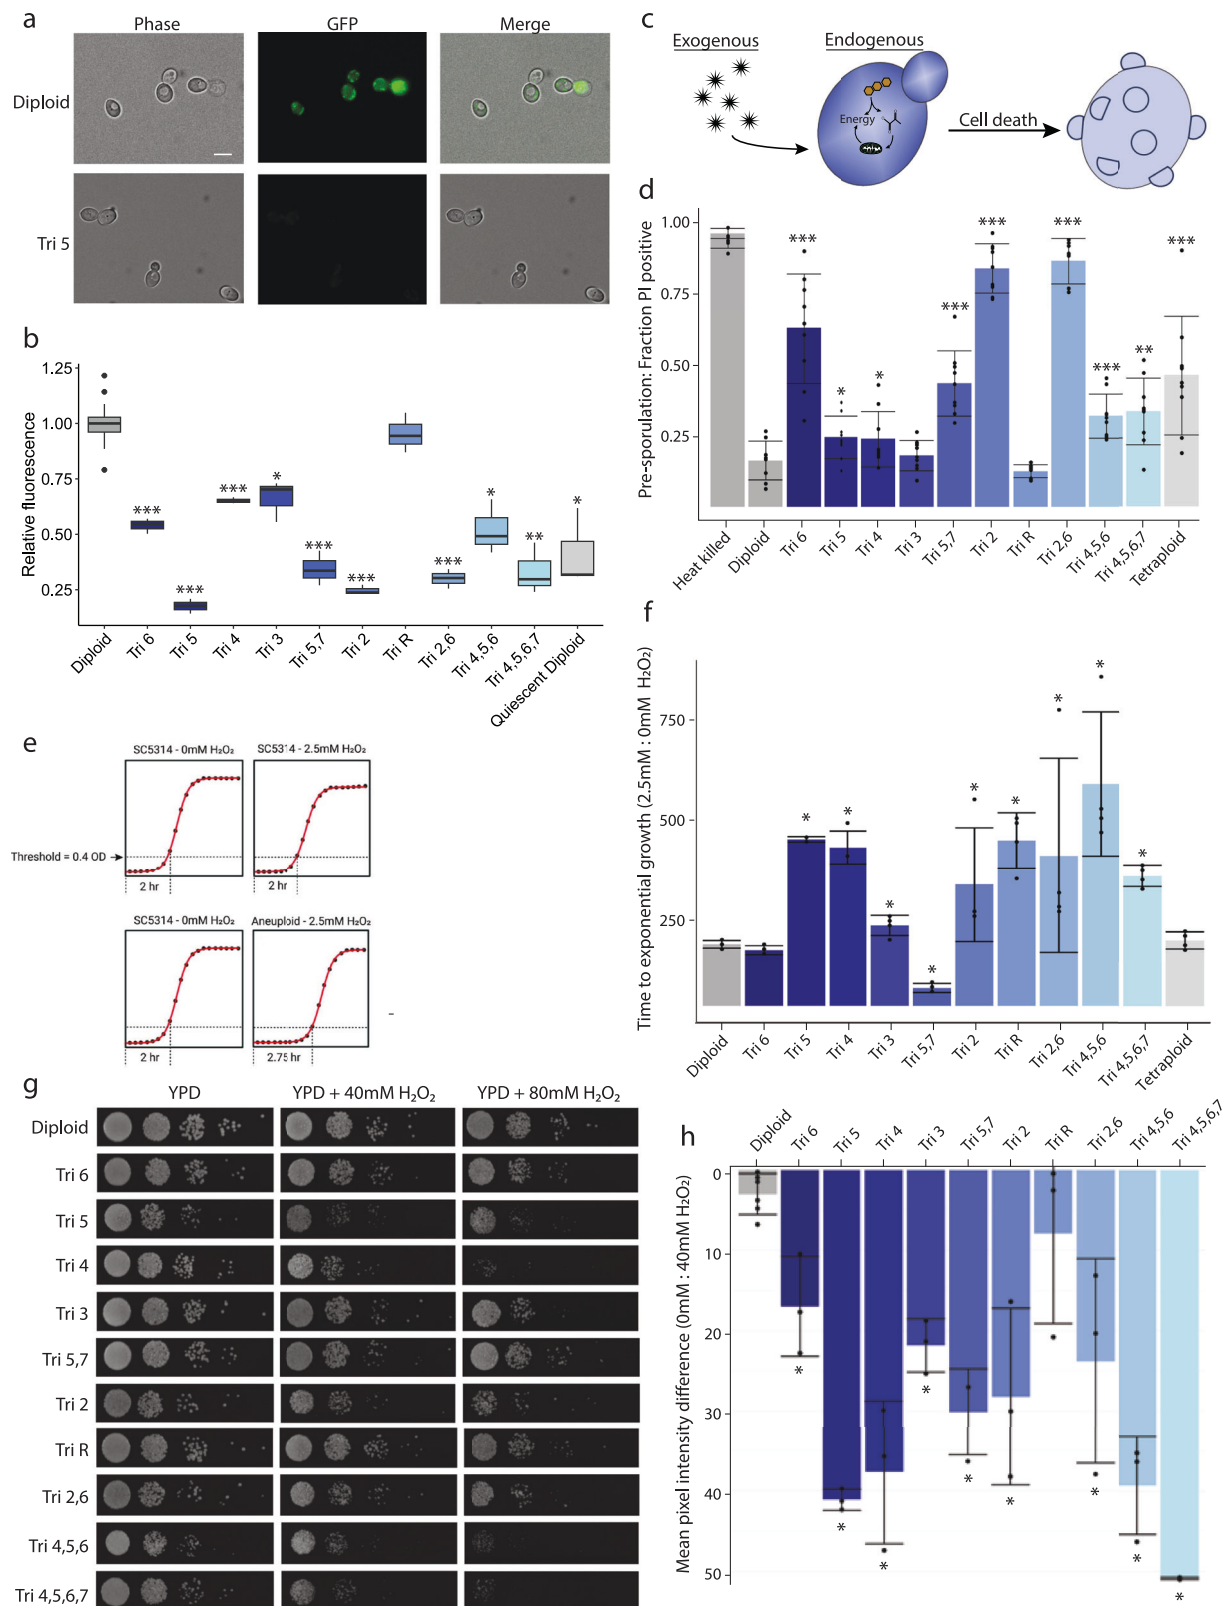 a
Phase
GFP
Merge
Diploid
Tri 5
b
Relative fluorescence
1.25
1.00
0.75
0.50
0.25
***
***
***
*
***
***
***
*
**
*
Diploid
Tri 6
Tri 5
Tri 4
Tri 3
Tri 5,7
Tri 2
Tri R
Tri 2,6
Tri 4,5,6
Tri 4,5,6,7
Quiescent Diploid
c
Exogenous
Endogenous
Energy
Cell death
d
Pre-sporulation: Fraction PI positive
1.00
0.75
0.50
0.25
***
*
*
***
***
***
***
**
***
Heat killed
Diploid
Tri 6
Tri 5
Tri 4
Tri 3
Tri 5,7
Tri 2
Tri R
Tri 2,6
Tri 4,5,6
Tri 4,5,6,7
Tetraploid
e
SC5314 - 0mM H₂O₂
SC5314 - 2.5mM H₂O₂
Threshold = 0.4 OD
2 hr
2 hr
SC5314 - 0mM H₂O₂
Aneuploid - 2.5mM H₂O₂
2 hr
2.75 hr
f
Time to exponential growth (2.5mM : 0mM H₂O₂)
750
500
250
*
*
*
*
*
*
*
*
*
Diploid
Tri 6
Tri 5
Tri 4
Tri 3
Tri 5,7
Tri 2
Tri R
Tri 2,6
Tri 4,5,6
Tri 4,5,6,7
Tetraploid
g
YPD
YPD + 40mM H₂O₂
YPD + 80mM H₂O₂
Diploid
Tri 6
Tri 5
Tri 4
Tri 3
Tri 5,7
Tri 2
Tri R
Tri 2,6
Tri 4,5,6
Tri 4,5,6,7
h
Diploid
Tri 6
Tri 5
Tri 4
Tri 3
Tri 5,7
Tri 2
Tri R
Tri 2,6
Tri 4,5,6
Tri 4,5,6,7
Mean pixel intensity difference (0mM : 40mM H₂O₂)
0
10
20
30
40
50
*
*
*
*
*
*
*
*
*